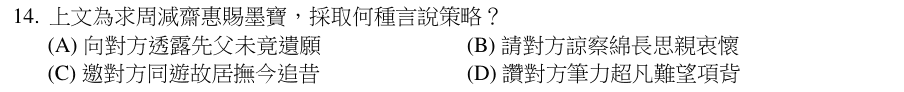 14. 上文為求周減齋惠賜墨寶，採取何種言說策略？
(A) 向對方透露先父未竟遺願 (B) 請對方諒察綿長思親衷懷
(C) 邀對方同遊故居撫今追昔 (D) 讚對方筆力超凡難望項背